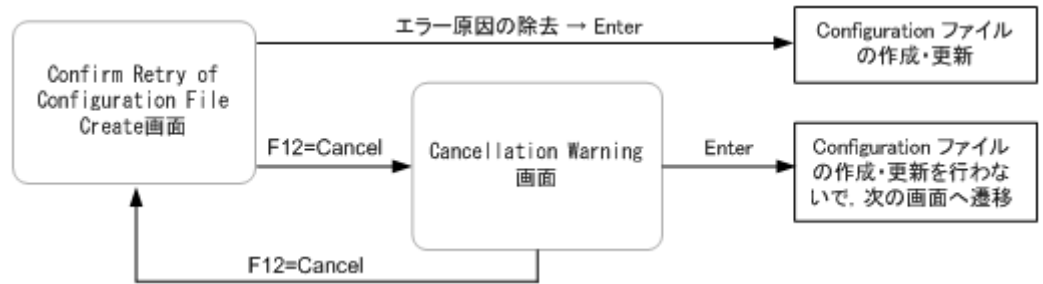 エラー原因の除去 → Enter
Configuration ファイル
の作成・更新
Confirm Retry of
Configuration File
Create画面
F12=Cancel
Cancellation Warning
画面
Enter
Configuration ファイル
の作成・更新を行わな
いで, 次の画面へ遷移
F12=Cancel